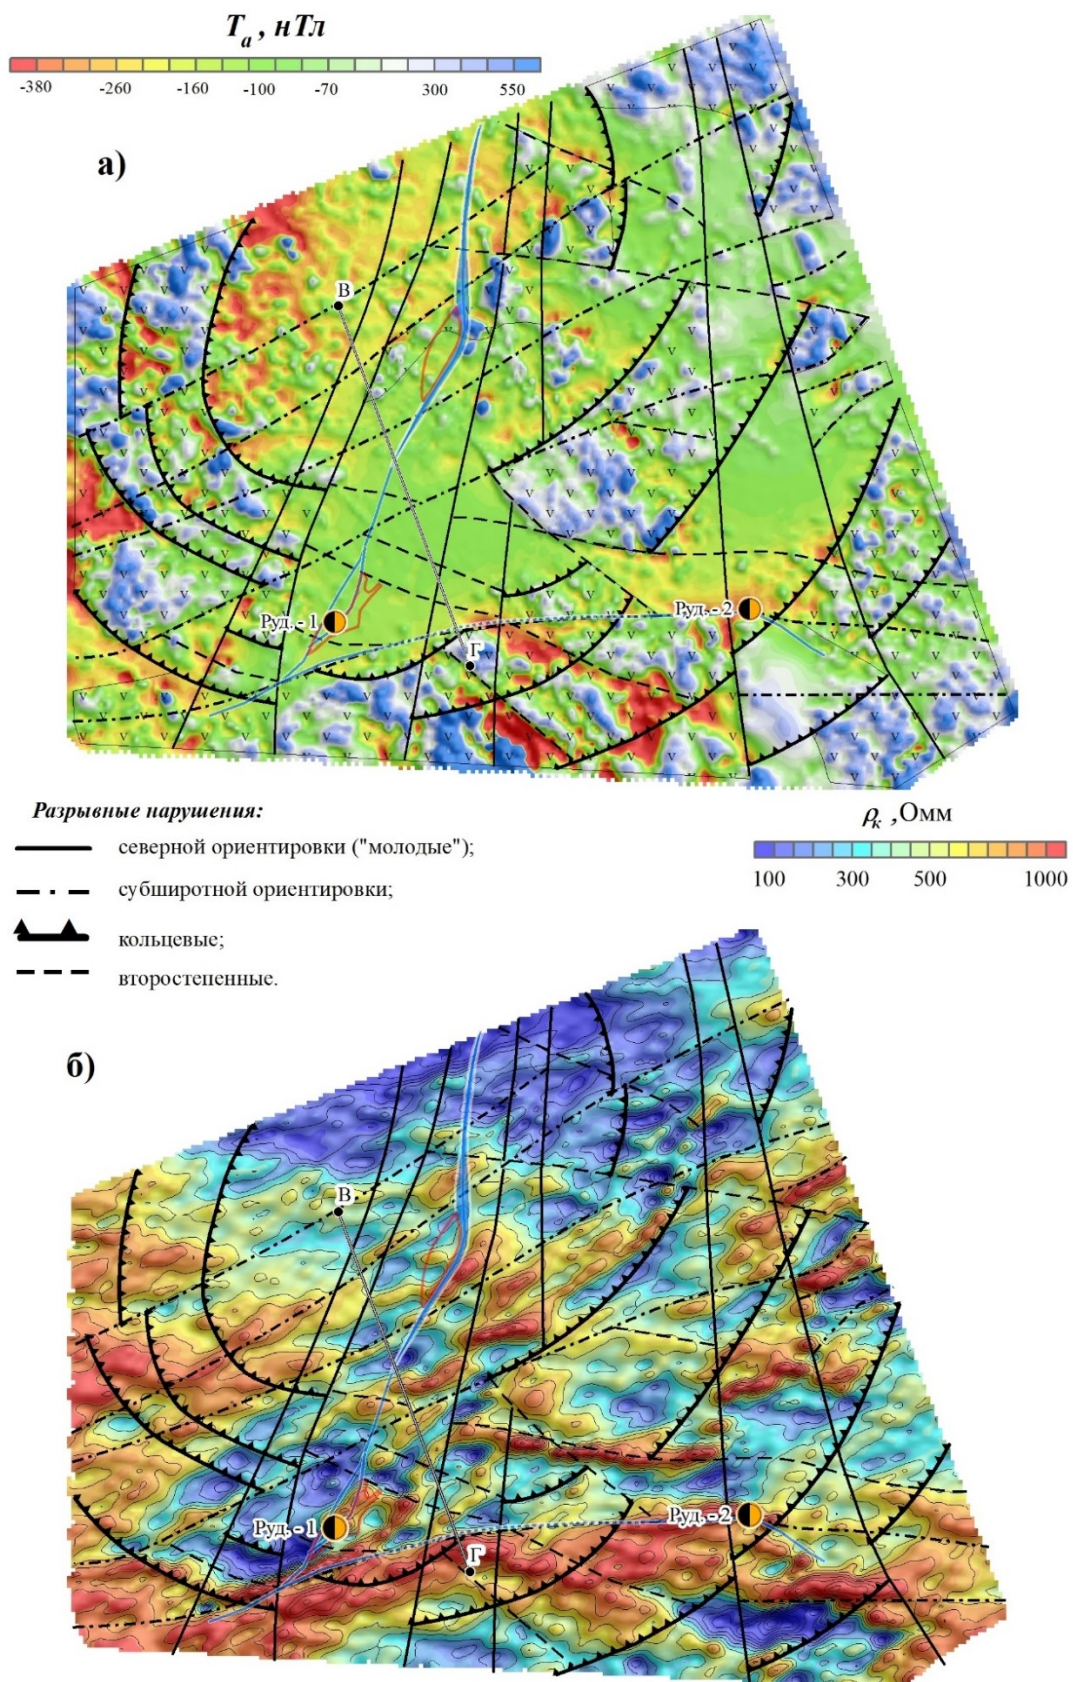 Tа , нТл
-380 -260 -160 -100 -70 300 550
а)
В
Руд. - 1
Руд. - 2
Г
Разрывные нарушения:
северной ориентировки ("молодые");
субширотной ориентировки;
кольцевые;
второстепенные.
ρк ,Омм
100 300 500 1000
б)
В
Руд. - 1
Руд. - 2
Г